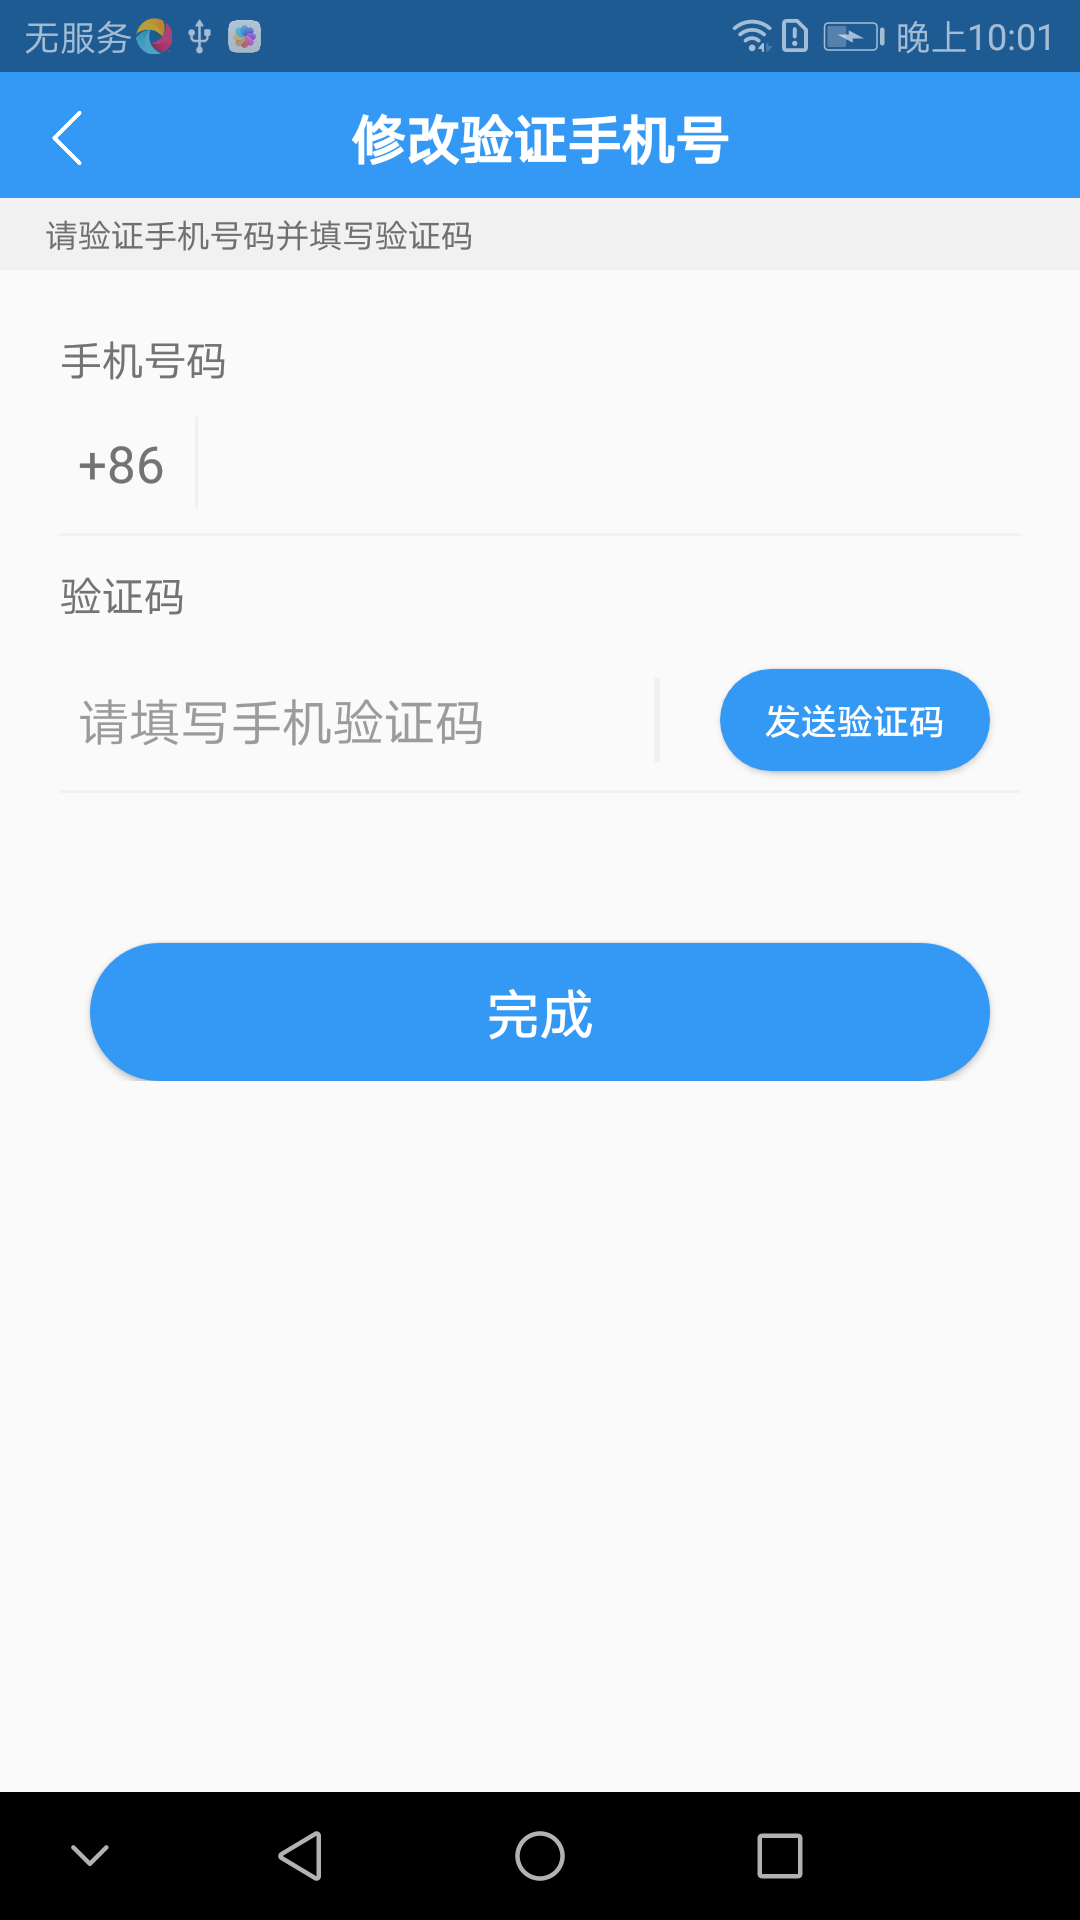 无服务 晚上10:01
修改验证手机号
请验证手机号码并填写验证码
手机号码
+86
验证码
请填写手机验证码 发送验证码
完成